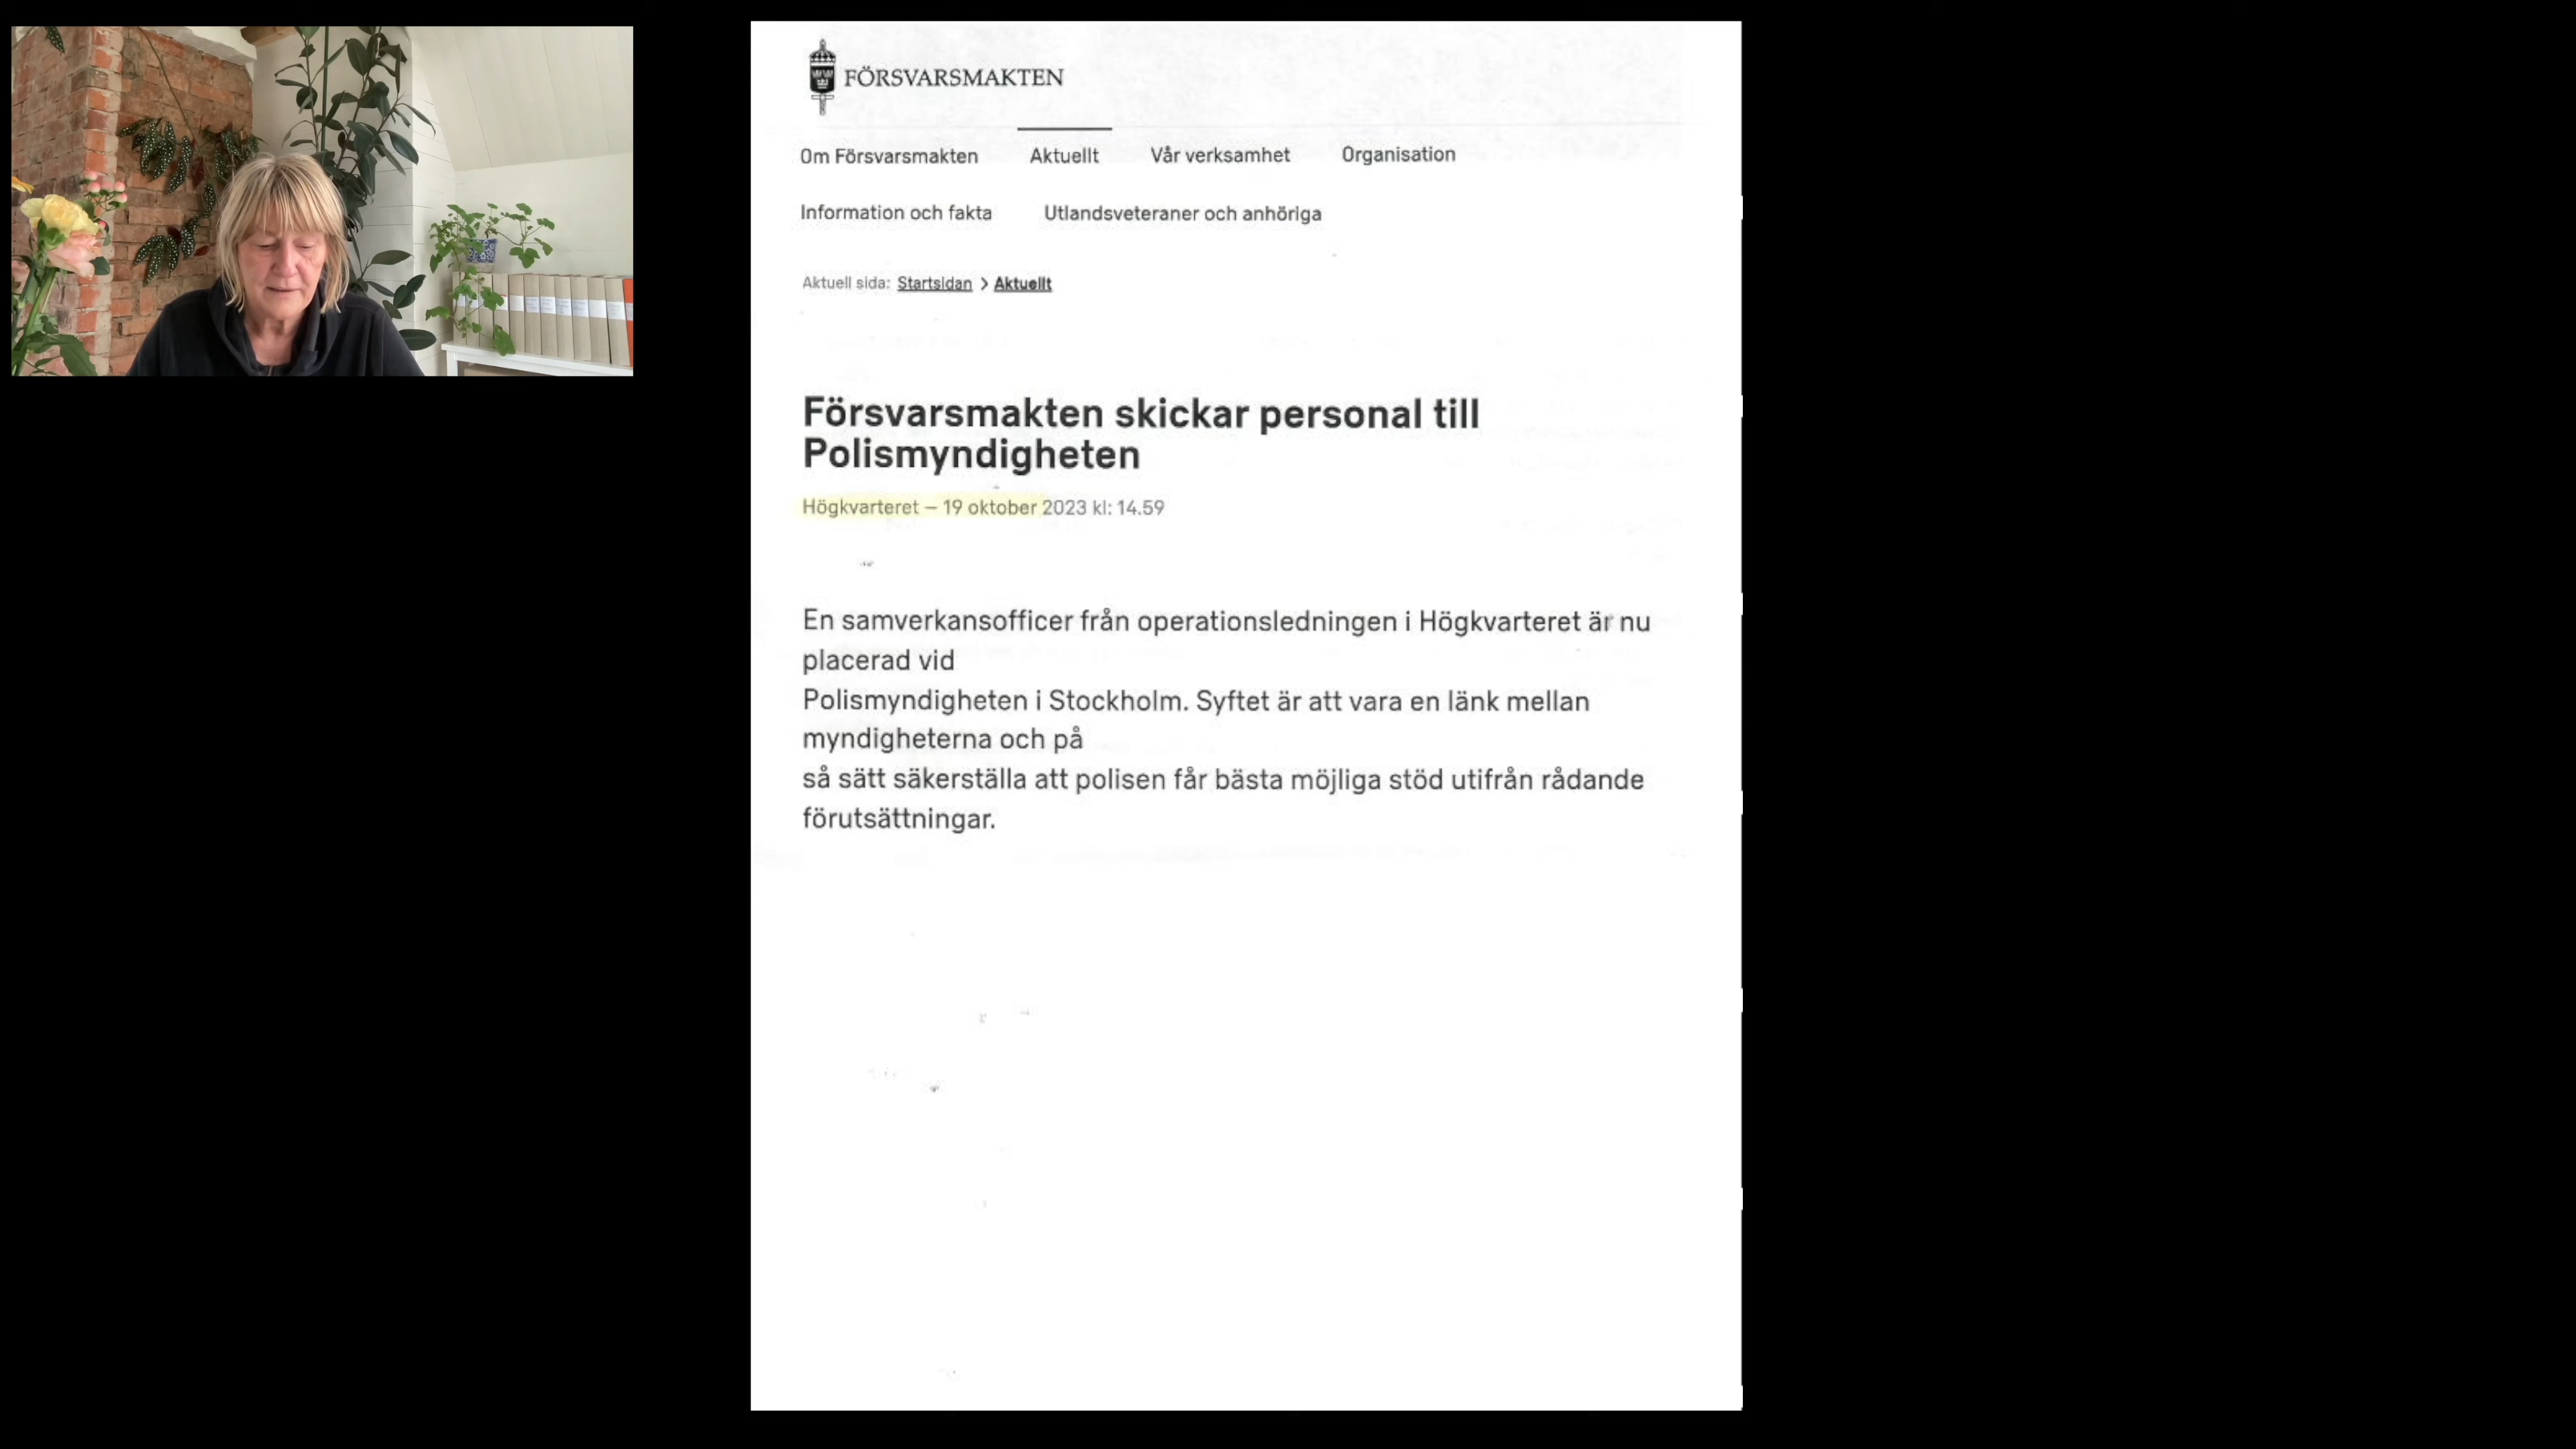 FÖRSVARSMAKTEN
Om Försvarsmakten Aktuellt Vår verksamhet Organisation
Information och fakta Utlandsveteraner och anhöriga
Aktuell sida: Startsidan > Aktuellt
Försvarsmakten skickar personal till
Polismyndigheten
Högkvarteret – 19 oktober 2023 kl: 14.59
En samverkansofficer från operationsledningen i Högkvarteret är nu
placerad vid
Polismyndigheten i Stockholm. Syftet är att vara en länk mellan
myndigheterna och på
så sätt säkerställa att polisen får bästa möjliga stöd utifrån rådande
förutsättningar.